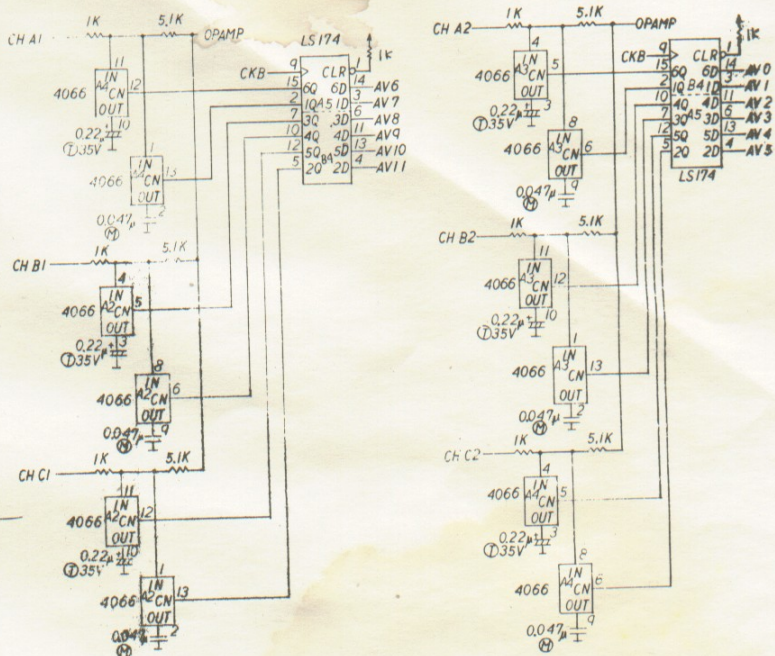 CH A1 1K 5.1K OPAMP
4066 A4 IN CN OUT 11 12 10
0.22μ + Ⓣ35V
4066 IN CN OUT 1 13 2
0.047μ Ⓜ
LS174
1K
CKB 9 CLR 1
15 6Q 6D 14 AV6
2 1Q A5 1D 3 AV7
7 3Q 3D 6 AV8
10 4Q 4D 11 AV9
12 5Q 5D 13 AV10
5 2Q 2D 4 AV11
CH B1 1K 5.1K
4066 A2 IN CN OUT 4 5 3
0.22μ + Ⓣ35V
4066 A2 IN CN OUT 8 6 9
0.047μ Ⓜ
CH C1 1K 5.1K
4066 A2 IN CN OUT 11 12 10
0.22μ + Ⓣ35V
4066 A2 IN CN OUT 1 13 2
0.047μ Ⓜ
CH A2 1K 5.1K OPAMP
4066 A3 IN CN OUT 4 5 3
0.22μ + Ⓣ35V
4066 A3 IN CN OUT 8 6 9
0.047μ Ⓜ
1K
CKB 9 CLR 1
15 6Q 6D 14 AV0
2 1Q B4 1D 3 AV1
10 4Q 4D 11 AV2
7 3Q A5 3D 6 AV3
12 5Q 5D 13 AV4
5 2Q 2D 4 AV5
LS174
CH B2 1K 5.1K
4066 A3 IN CN OUT 11 12 10
0.22μ + Ⓣ35V
4066 A3 IN CN OUT 1 13 2
0.047μ Ⓜ
CH C2 1K 5.1K
4066 A4 IN CN OUT 4 5 3
0.22μ + Ⓣ35V
4066 A4 IN CN OUT 8 6 9
0.047μ Ⓜ